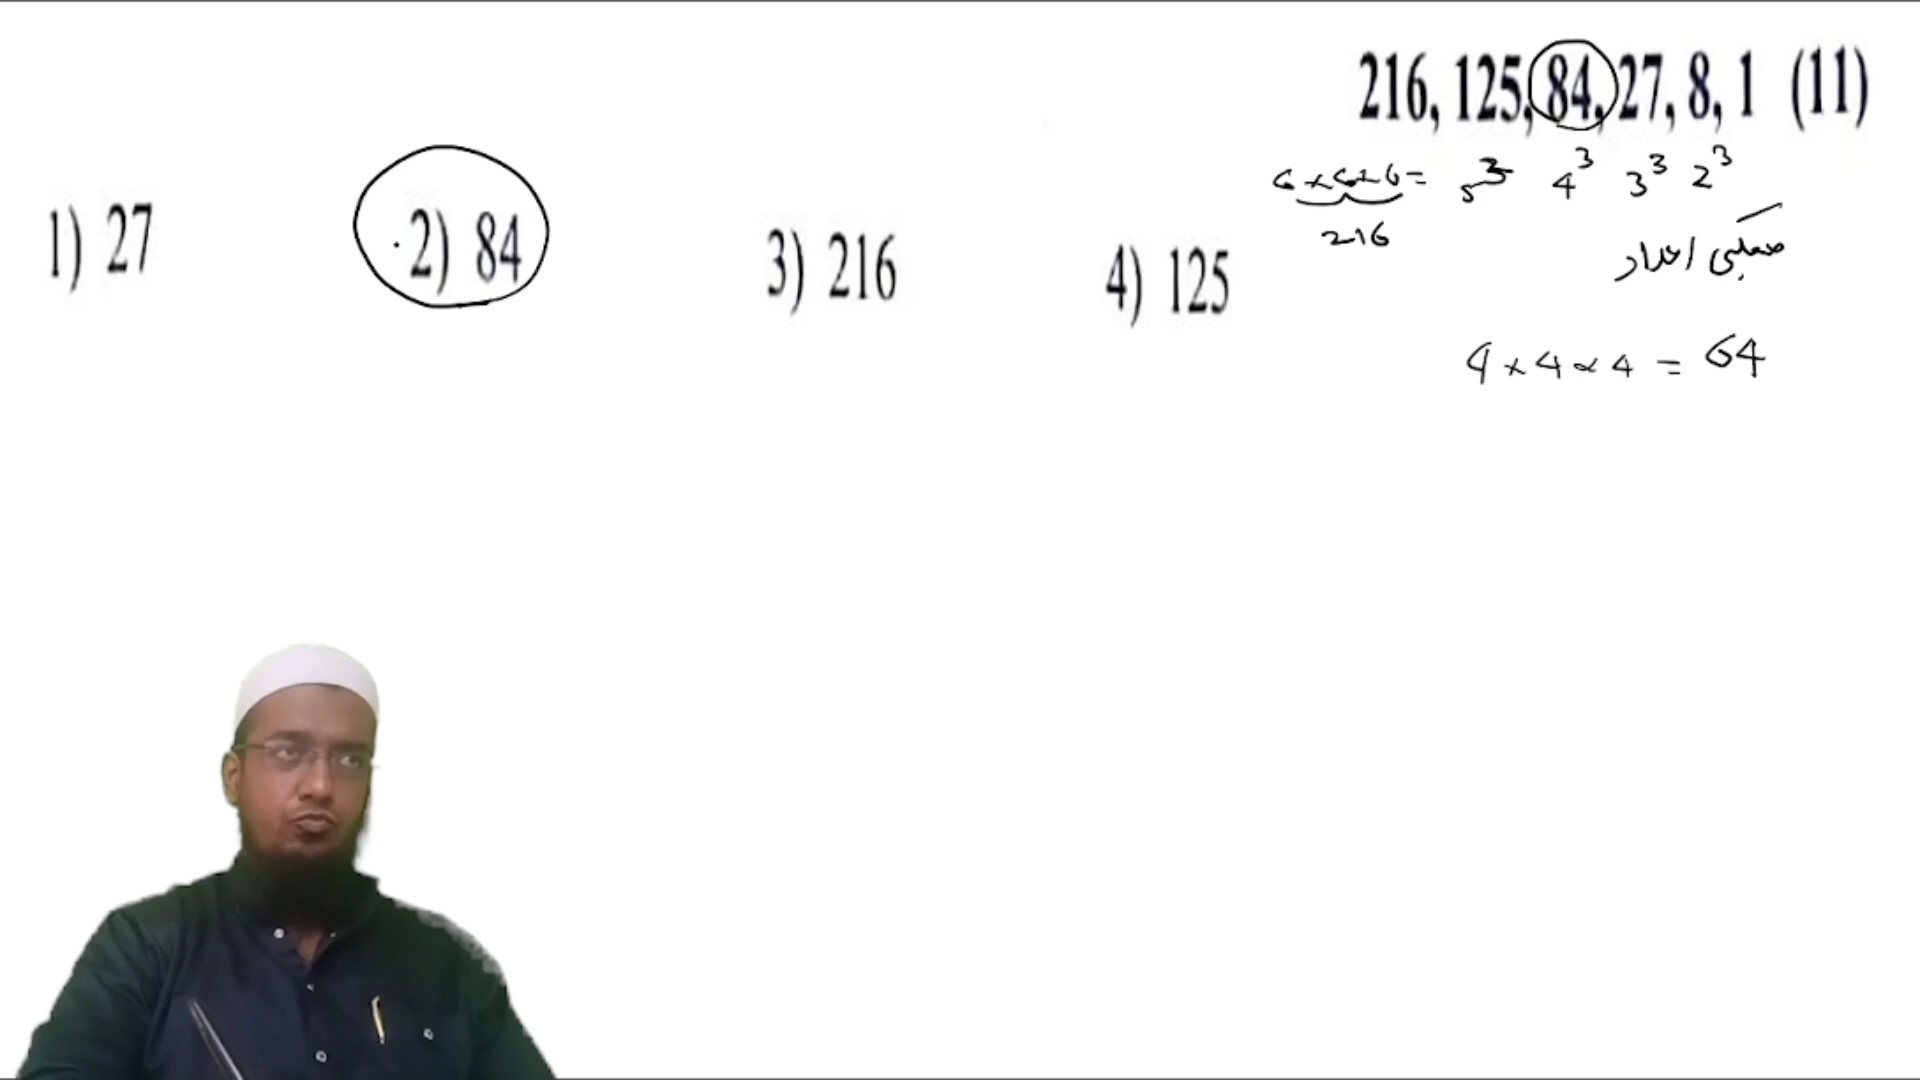 216, 125, 84, 27, 8, 1 (11)
6 × 6 × 6 = 5³ 4³ 3³ 2³
216
مکعبی اعداد
1) 27
2) 84
3) 216
4) 125
4 × 4 × 4 = 64